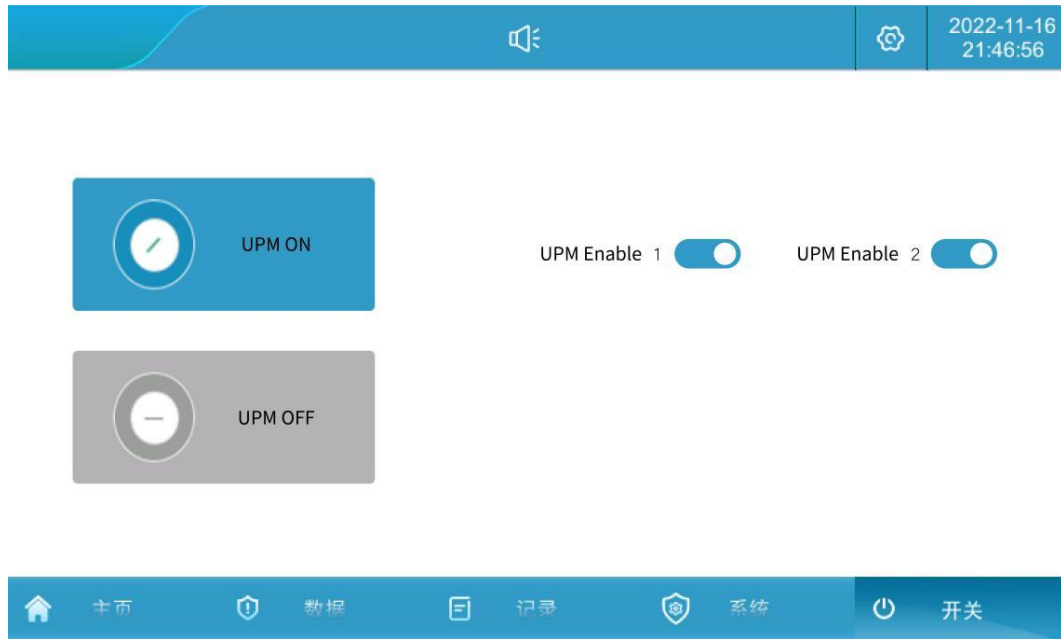 2022-11-16
21:46:56
UPM ON
UPM Enable 1
UPM Enable 2
UPM OFF
主页
数据
记录
系统
开关